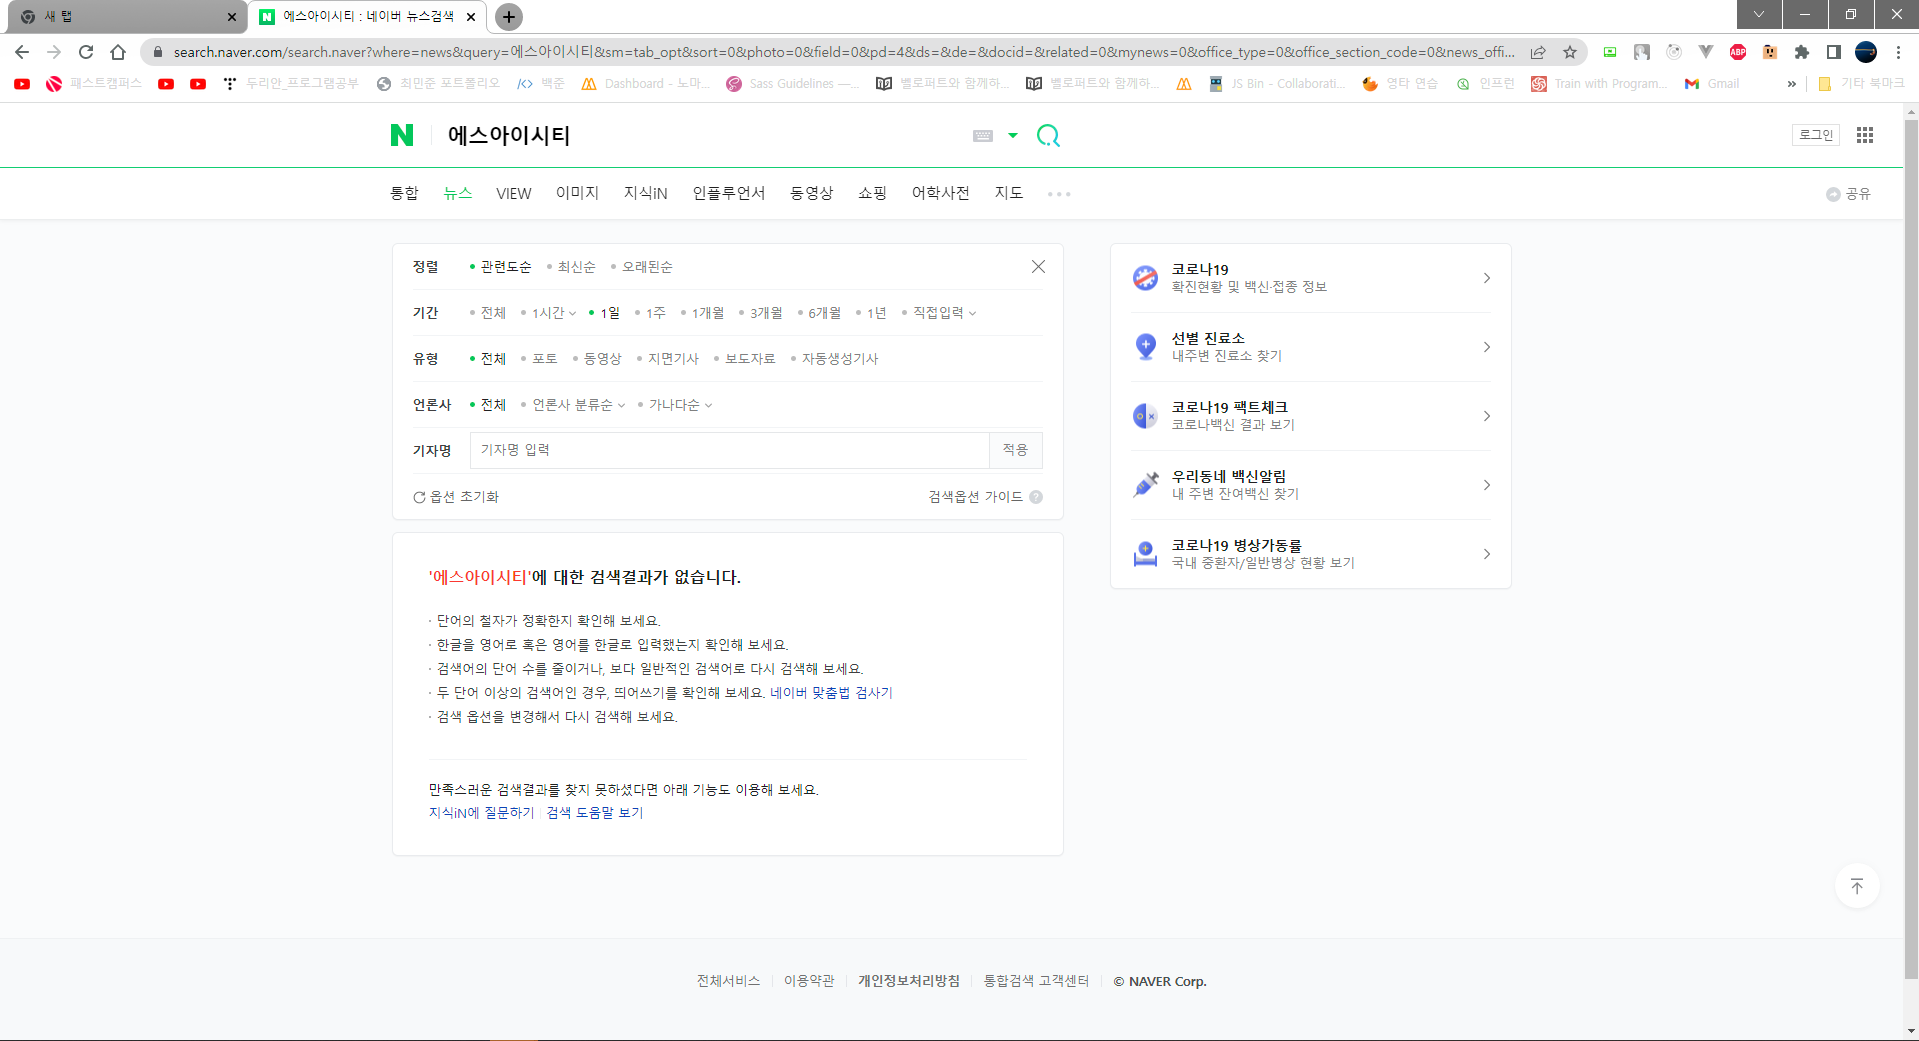 새 탭
에스아이시티 : 네이버 뉴스검색
search.naver.com/search.naver?where=news&query=에스아이시티&sm=tab_opt&sort=0&photo=0&field=0&pd=4&ds=&de=&docid=&related=0&mynews=0&office_type=0&office_section_code=0&news_offi...
ABP
패스트캠퍼스 두리안_프로그램공부 최민준 포트폴리오 </> 백준 Dashboard - 노마... Sass Guidelines —... 벨로퍼트와 함께하... 벨로퍼트와 함께하... JS Bin - Collaborati... 영타 연습 인프런 Train with Program... Gmail » 기타 북마크
N 에스아이시티 로그인
통합 뉴스 VIEW 이미지 지식iN 인플루언서 동영상 쇼핑 어학사전 지도 공유
정렬 관련도순 최신순 오래된순
기간 전체 1시간 1일 1주 1개월 3개월 6개월 1년 직접입력
유형 전체 포토 동영상 지면기사 보도자료 자동생성기사
언론사 전체 언론사 분류순 가나다순
기자명 기자명 입력 적용
옵션 초기화 검색옵션 가이드 ?
'에스아이시티'에 대한 검색결과가 없습니다.
· 단어의 철자가 정확한지 확인해 보세요.
· 한글을 영어로 혹은 영어를 한글로 입력했는지 확인해 보세요.
· 검색어의 단어 수를 줄이거나, 보다 일반적인 검색어로 다시 검색해 보세요.
· 두 단어 이상의 검색어인 경우, 띄어쓰기를 확인해 보세요. 네이버 맞춤법 검사기
· 검색 옵션을 변경해서 다시 검색해 보세요.
만족스러운 검색결과를 찾지 못하셨다면 아래 기능도 이용해 보세요.
지식iN에 질문하기 검색 도움말 보기
코로나19
확진현황 및 백신·접종 정보
선별 진료소
내주변 진료소 찾기
코로나19 팩트체크
코로나백신 결과 보기
우리동네 백신알림
내 주변 잔여백신 찾기
코로나19 병상가동률
국내 중환자/일반병상 현황 보기
전체서비스 이용약관 개인정보처리방침 통합검색 고객센터 © NAVER Corp.